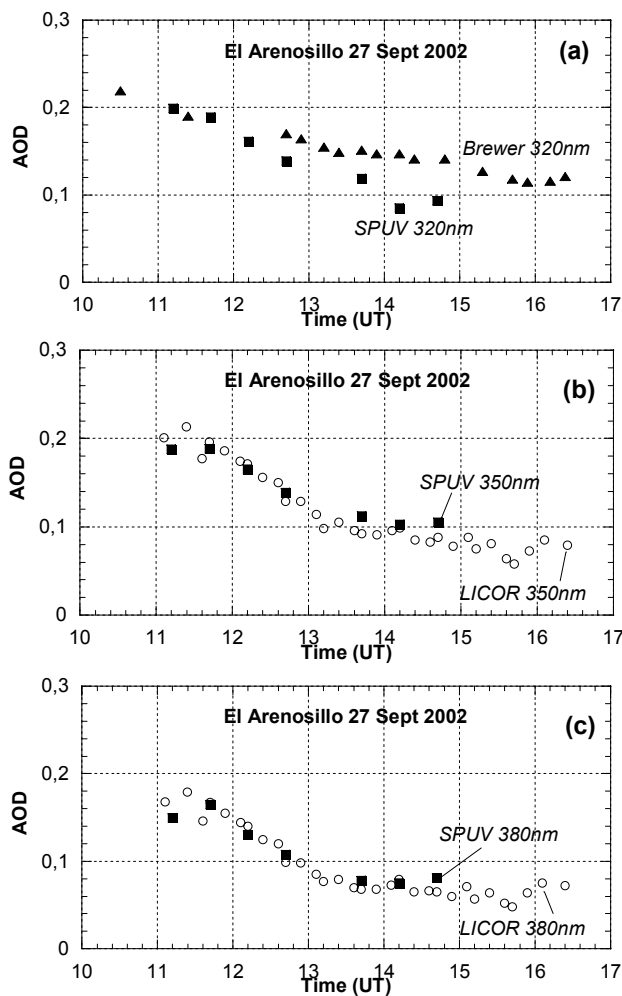 El Arenosillo 27 Sept 2002
(a)
0,3
0,2
0,1
0
AOD
Brewer 320nm
SPUV 320nm
10 11 12 13 14 15 16 17
Time (UT)
El Arenosillo 27 Sept 2002
(b)
0,3
0,2
0,1
0
AOD
SPUV 350nm
LICOR 350nm
10 11 12 13 14 15 16 17
Time (UT)
El Arenosillo 27 Sept 2002
(c)
0,3
0,2
0,1
0
AOD
SPUV 380nm
LICOR 380nm
10 11 12 13 14 15 16 17
Time (UT)